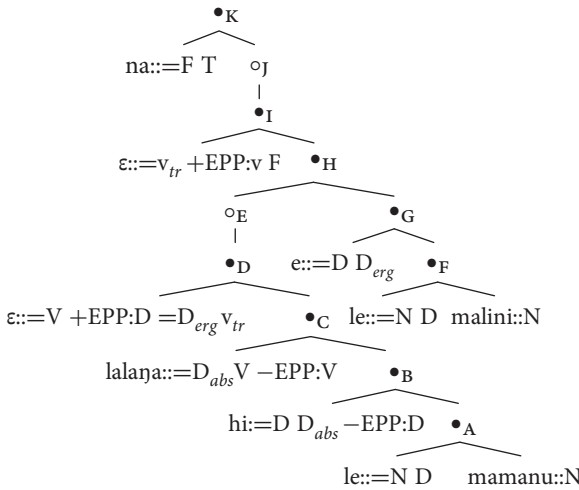 •K
na::=F T ∘J
•I
ε::=v_tr +EPP:v F •H
∘E •G
•D e::=D D_erg •F
ε::=V +EPP:D =D_erg v_tr •C le::=N D malini::N
lalaŋa::=D_abs V −EPP:V •B
hi:=D D_abs −EPP:D •A
le::=N D mamanu::N